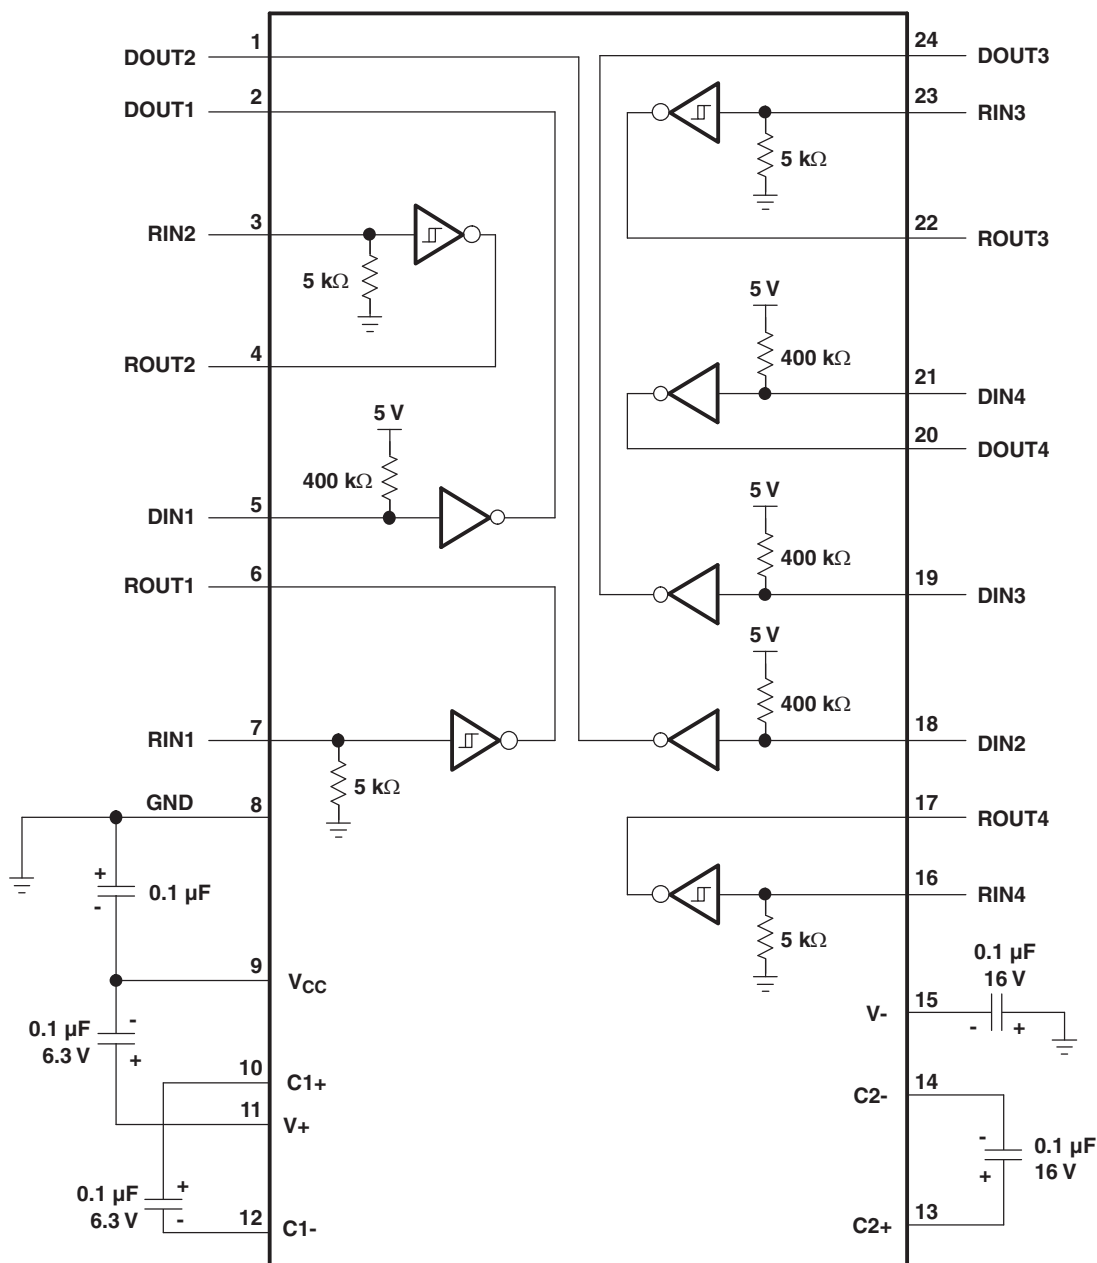 DOUT2 1
DOUT1 2
RIN2 3
5 kΩ
ROUT2 4
5 V
400 kΩ
DIN1 5
ROUT1 6
RIN1 7
5 kΩ
GND 8
+
0.1 µF
-
9 VCC
-
0.1 µF
6.3 V
+
10 C1+
11 V+
+
0.1 µF
6.3 V
-
12 C1-
24 DOUT3
23 RIN3
5 kΩ
22 ROUT3
5 V
400 kΩ
21 DIN4
20 DOUT4
5 V
400 kΩ
19 DIN3
5 V
400 kΩ
18 DIN2
17 ROUT4
16 RIN4
5 kΩ
0.1 µF
16 V
V- 15
- +
C2- 14
-
0.1 µF
16 V
+
C2+ 13